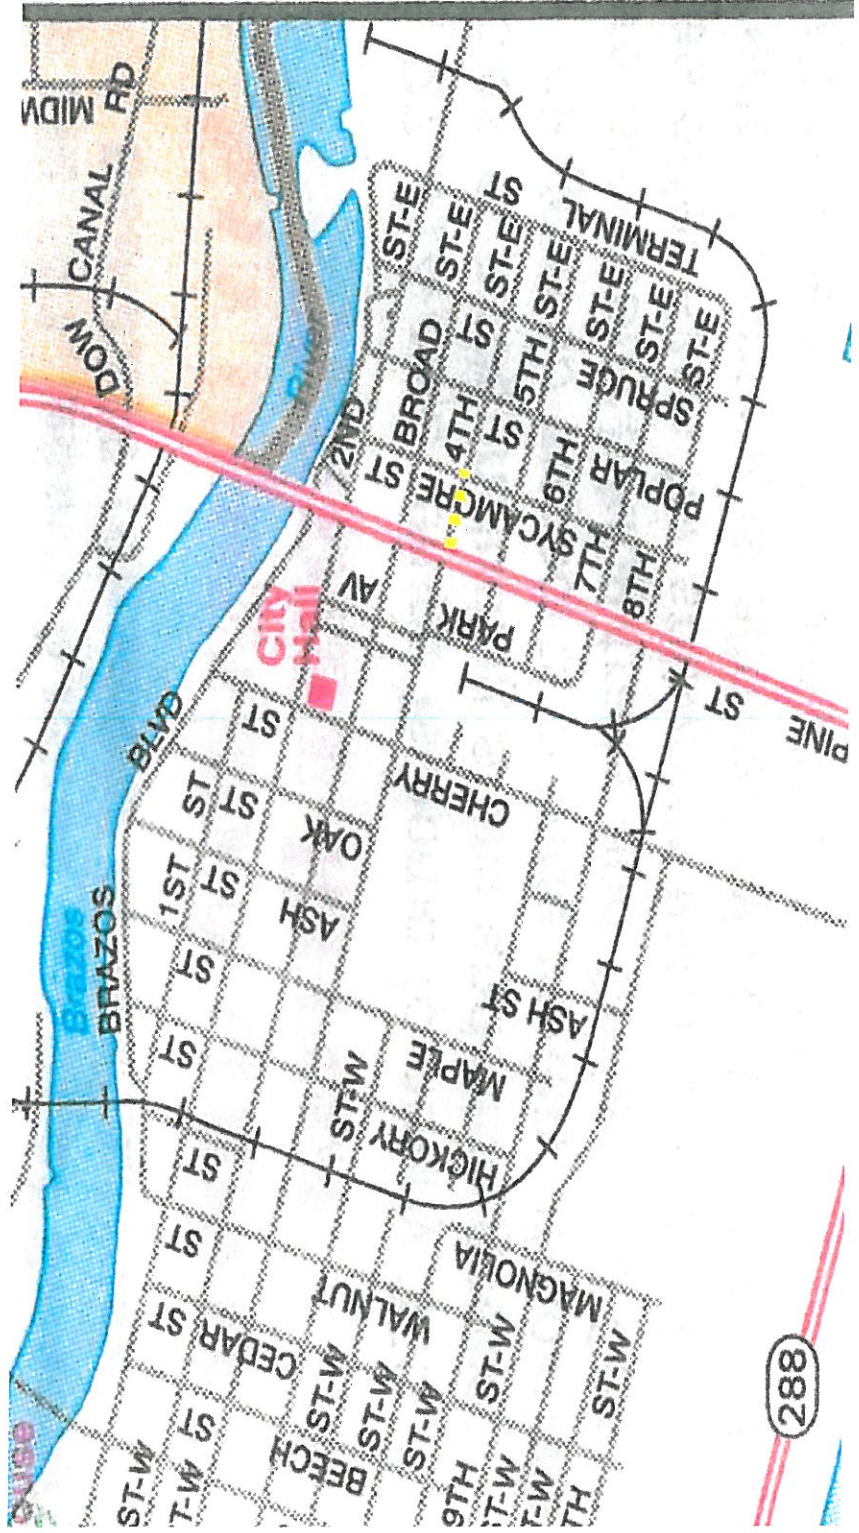 MIDW
RD
CANAL
DOW
River
ST-E
ST
ST-E
ST-E
TERMINAL
ST-E
ST-E
ST-E
ST-E
BROAD
ST
5TH
SPRUCE
2ND
4TH
ST
ST
SYCAMORE
6TH
POPLAR
7TH
8TH
AV
PARK
City
Hall
ST
PINE
BLVD
ST
ST
ST
OAK
CHERRY
1ST
ST
ASH
Brazos
BRAZOS
ST
ASH ST
ST
MAPLE
ST-W
HICKORY
ST
ST
MAGNOLIA
WALNUT
ST
CEDAR
ST-W
ST-W
ST-W
ST-W
ST-W
288
ST
BEECH
ST-W
T-W
9TH
T-W
T-W
TH